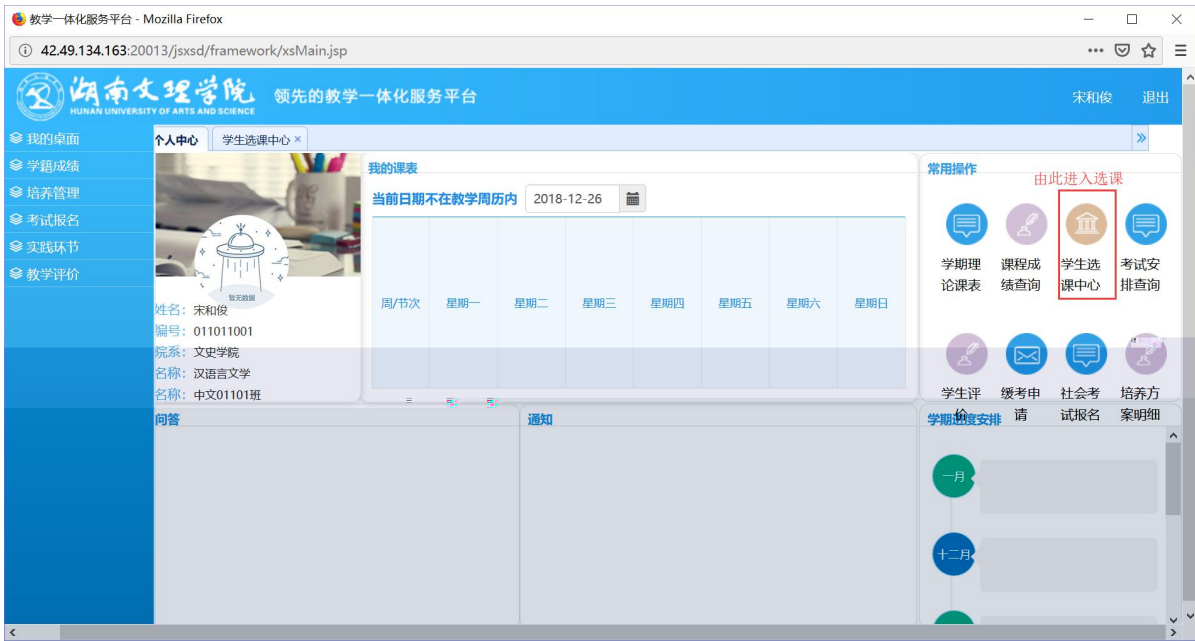 教学一体化服务平台 - Mozilla Firefox
42.49.134.163:20013/jsxsd/framework/xsMain.jsp
湖南文理学院
HUNAN UNIVERSITY OF ARTS AND SCIENCE
领先的教学一体化服务平台
宋和俊 退出
我的桌面
学籍成绩
培养管理
考试报名
实践环节
教学评价
个人中心 学生选课中心 ×
暂无数据
姓名：宋和俊
编号：011011001
院系：文史学院
名称：汉语言文学
名称：中文01101班
我的课表
当前日期不在教学周历内 2018-12-26
周/节次 星期一 星期二 星期三 星期四 星期五 星期六 星期日
常用操作
由此进入选课
学期理论课表
课程成绩查询
学生选课中心
考试安排查询
学生评价
缓考申请
社会考试报名
培养方案明细
问答
通知
学期进度安排
一月
十二月